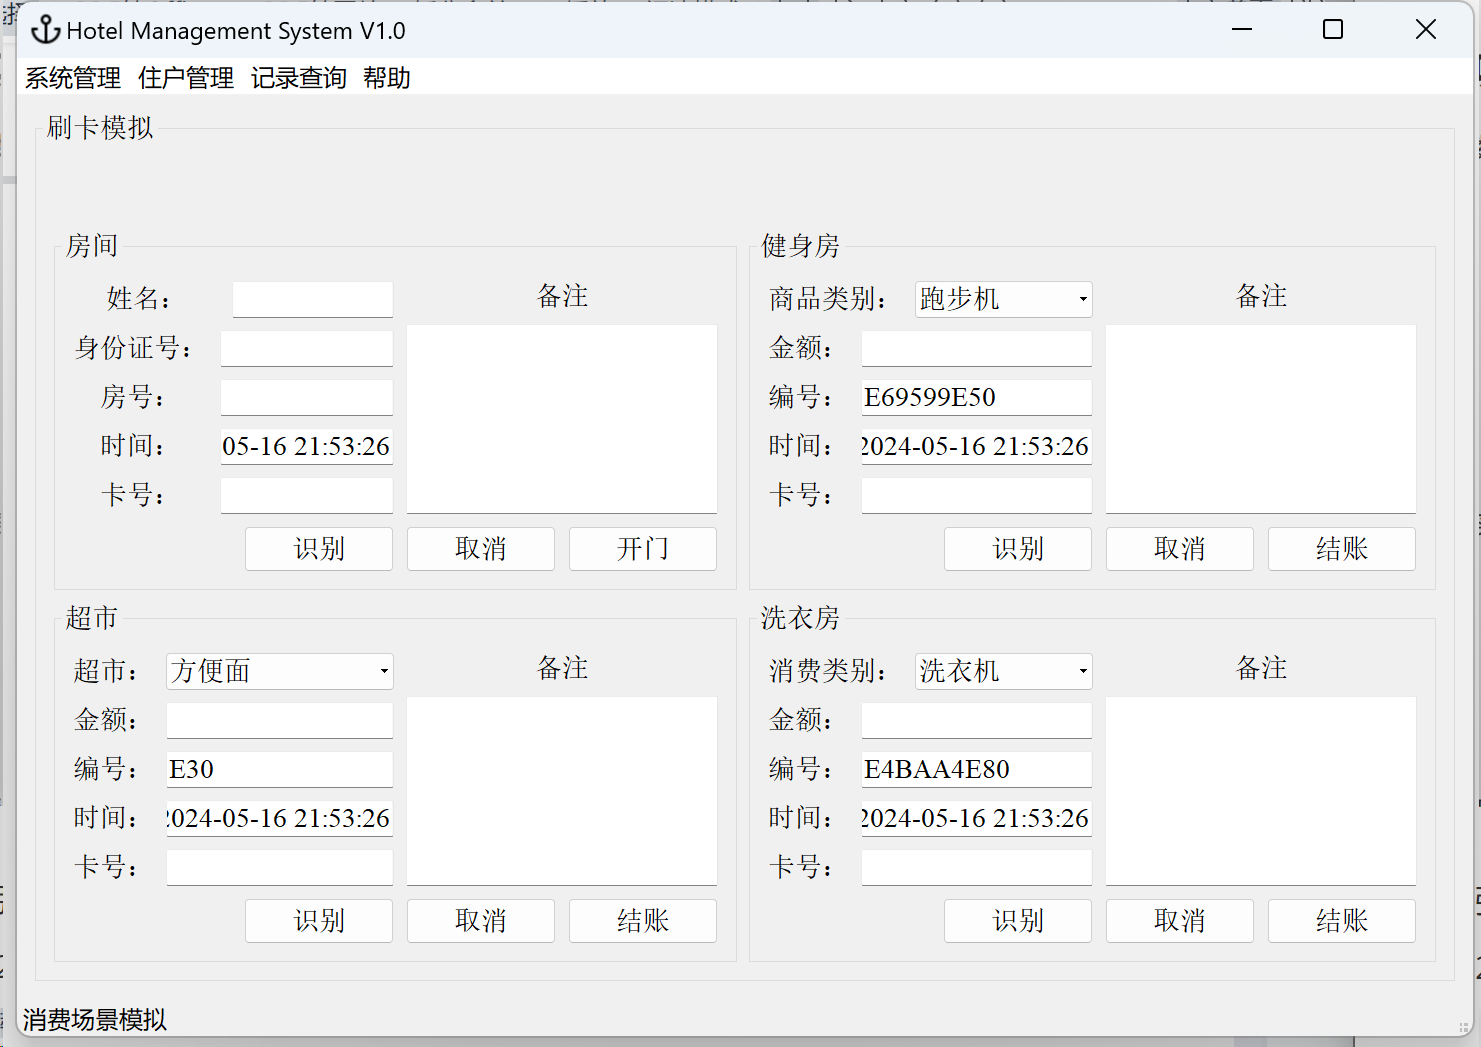 Hotel Management System V1.0
系统管理 住户管理 记录查询 帮助
刷卡模拟
房间
姓名：
备注
身份证号：
房号：
时间： 05-16 21:53:26
卡号：
识别 取消 开门
健身房
商品类别： 跑步机
备注
金额：
编号： E69599E50
时间： 2024-05-16 21:53:26
卡号：
识别 取消 结账
超市
超市： 方便面
备注
金额：
编号： E30
时间： 2024-05-16 21:53:26
卡号：
识别 取消 结账
洗衣房
消费类别： 洗衣机
备注
金额：
编号： E4BAA4E80
时间： 2024-05-16 21:53:26
卡号：
识别 取消 结账
消费场景模拟